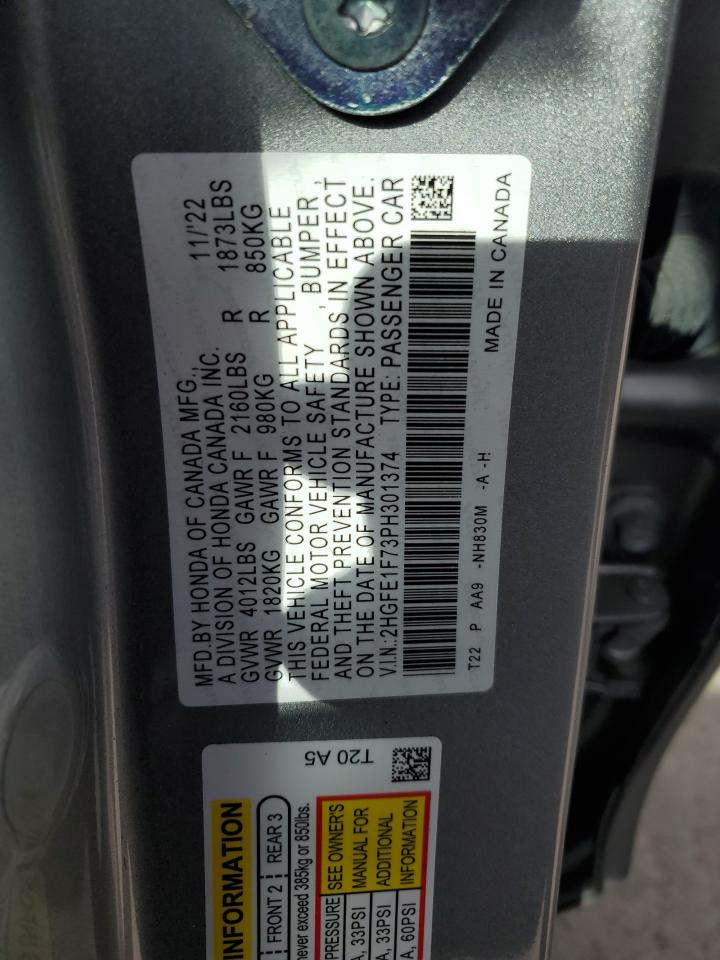 MFD.BY HONDA OF CANADA MFG., 11/'22
A DIVISION OF HONDA CANADA INC.
GVWR 4012LBS GAWR F 2160LBS R 1873LBS
GVWR 1820KG GAWR F 980KG R 850KG
THIS VEHICLE CONFORMS TO ALL APPLICABLE
FEDERAL MOTOR VEHICLE SAFETY , BUMPER ,
AND THEFT PREVENTION STANDARDS IN EFFECT
ON THE DATE OF MANUFACTURE SHOWN ABOVE.
V.I.N.:2HGFE1F73PH301374 TYPE:PASSENGER CAR
T22 P AA9 -NH830M -A -H MADE IN CANADA
T20 A5
INFORMATION
FRONT 2 REAR 3
never exceed 385kg or 850lbs.
PRESSURE SEE OWNER'S
33PSI MANUAL FOR
33PSI ADDITIONAL
60PSI INFORMATION